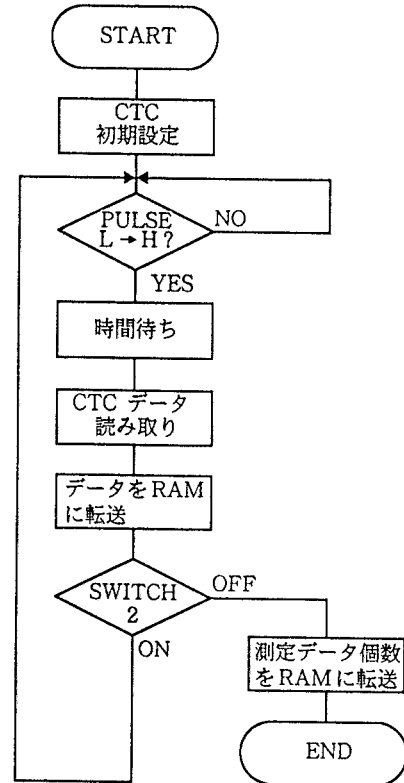 START
CTC
初期設定
PULSE
L→H?
NO
YES
時間待ち
CTC データ
読み取り
データをRAM
に転送
SWITCH
2
OFF
ON
測定データ個数
をRAMに転送
END